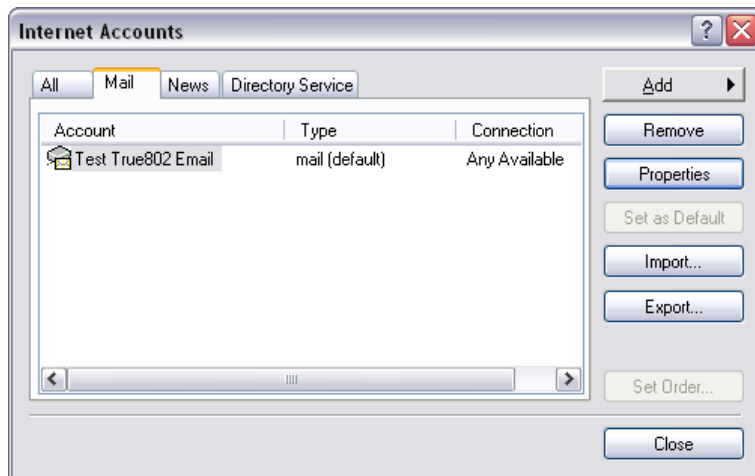 Internet Accounts
?
All Mail News Directory Service
Account Type Connection
Test True802 Email mail (default) Any Available
Add
Remove
Properties
Set as Default
Import...
Export...
Set Order...
Close